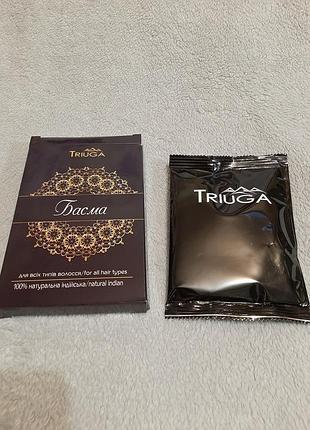 TRIUGA
Басма
для всіх типів волосся/for all hair types
100% натуральна індійська/natural indian
TRIUGA